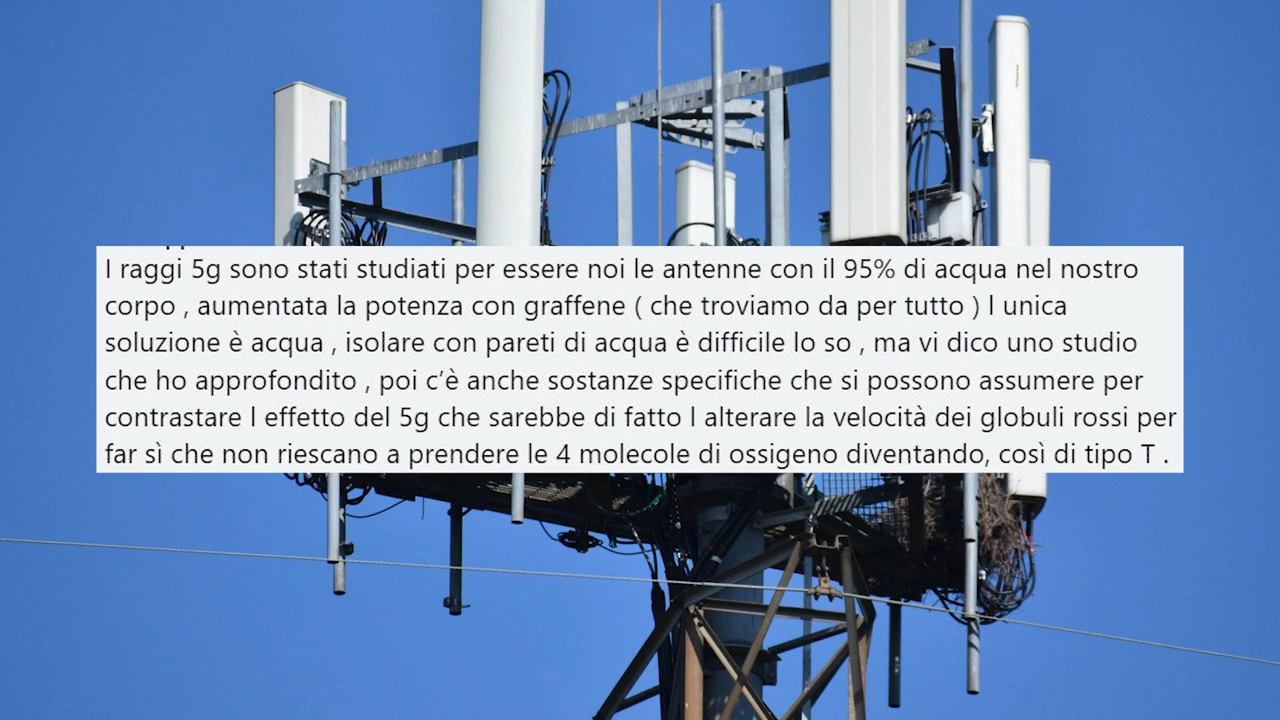 I raggi 5g sono stati studiati per essere noi le antenne con il 95% di acqua nel nostro
corpo , aumentata la potenza con graffene ( che troviamo da per tutto ) l unica
soluzione è acqua , isolare con pareti di acqua è difficile lo so , ma vi dico uno studio
che ho approfondito , poi c’è anche sostanze specifiche che si possono assumere per
contrastare l effetto del 5g che sarebbe di fatto l alterare la velocità dei globuli rossi per
far sì che non riescano a prendere le 4 molecole di ossigeno diventando, così di tipo T .